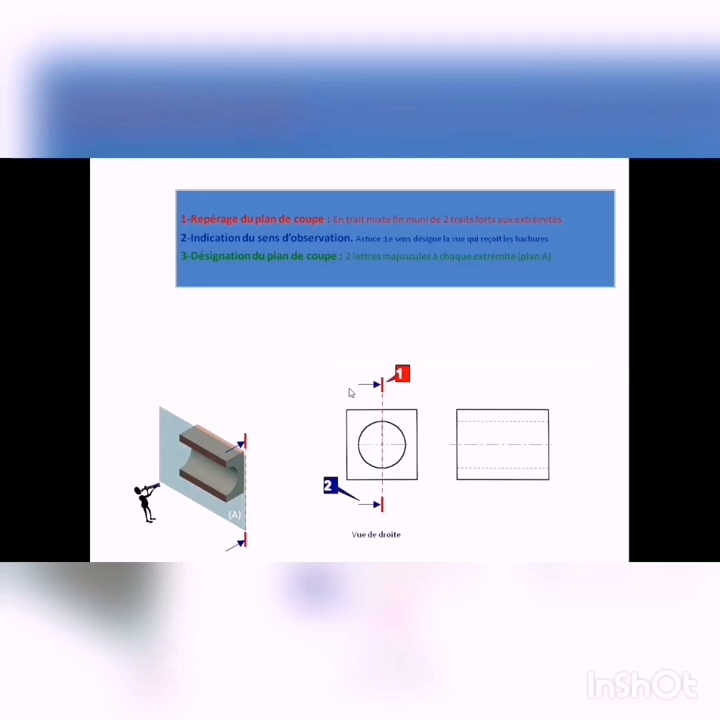 1-Repérage du plan de coupe : En trait mixte fin muni de 2 traits forts aux extrémités
2-Indication du sens d'observation. Astuce :Le sens désigne la vue qui reçoit les hachures
3-Désignation du plan de coupe : 2 lettres majuscules à chaque extrémité (plan A)
1
2
(A)
Vue de droite
InShOt